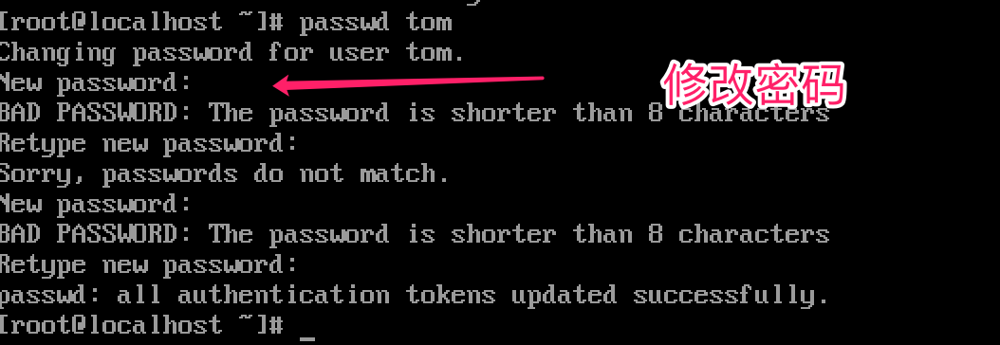 [root@localhost ~]# passwd tom
Changing password for user tom.
New password:
修改密码
BAD PASSWORD: The password is shorter than 8 characters
Retype new password:
Sorry, passwords do not match.
New password:
BAD PASSWORD: The password is shorter than 8 characters
Retype new password:
passwd: all authentication tokens updated successfully.
[root@localhost ~]# _